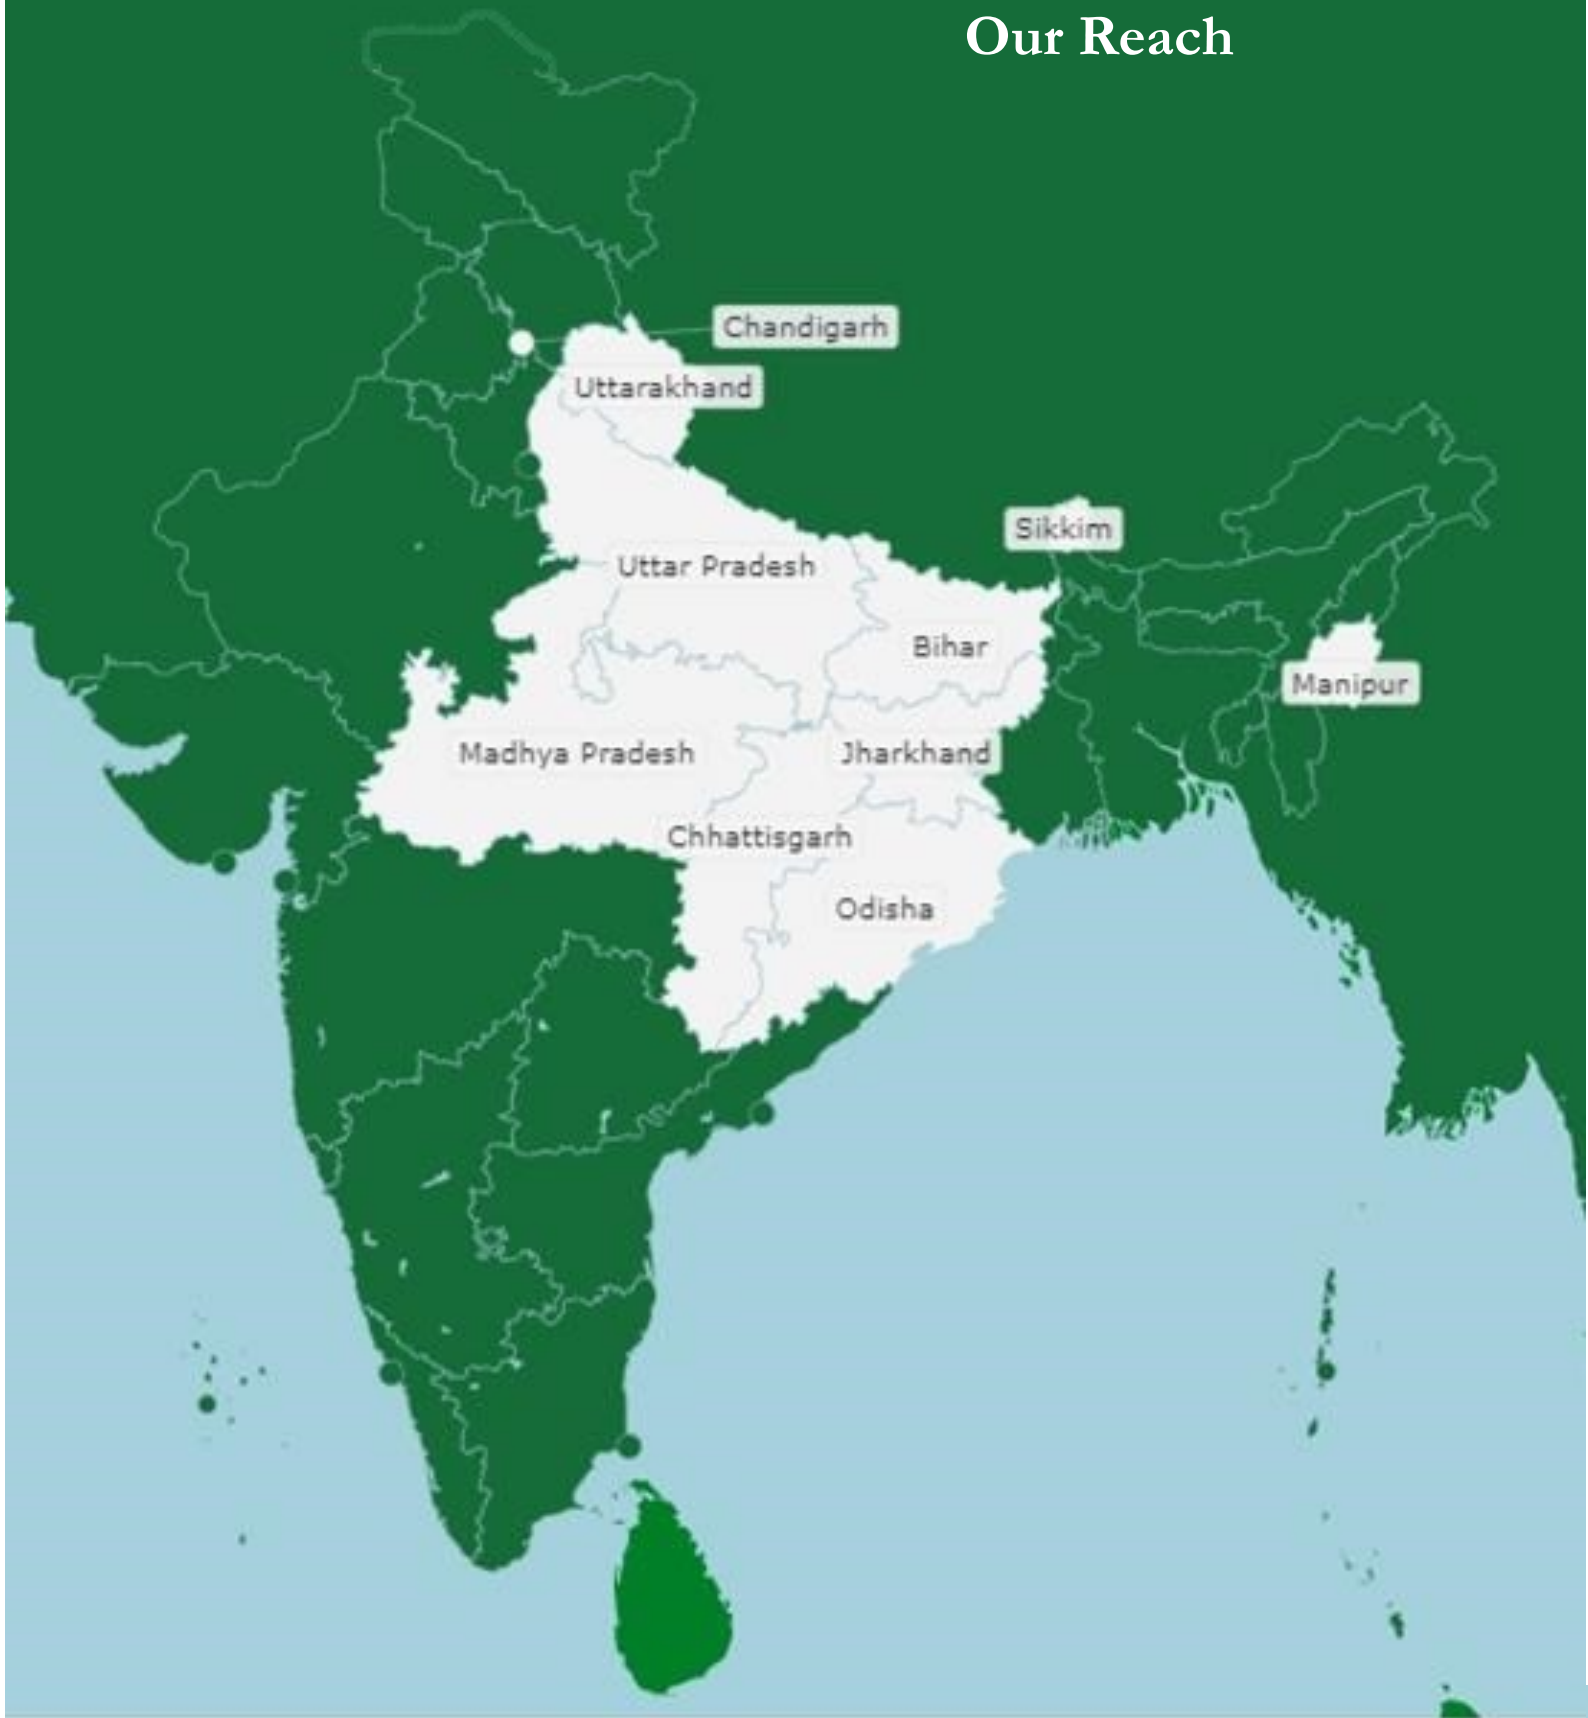 Our Reach
Chandigarh
Uttarakhand
Sikkim
Uttar Pradesh
Bihar
Manipur
Madhya Pradesh
Jharkhand
Chhattisgarh
Odisha